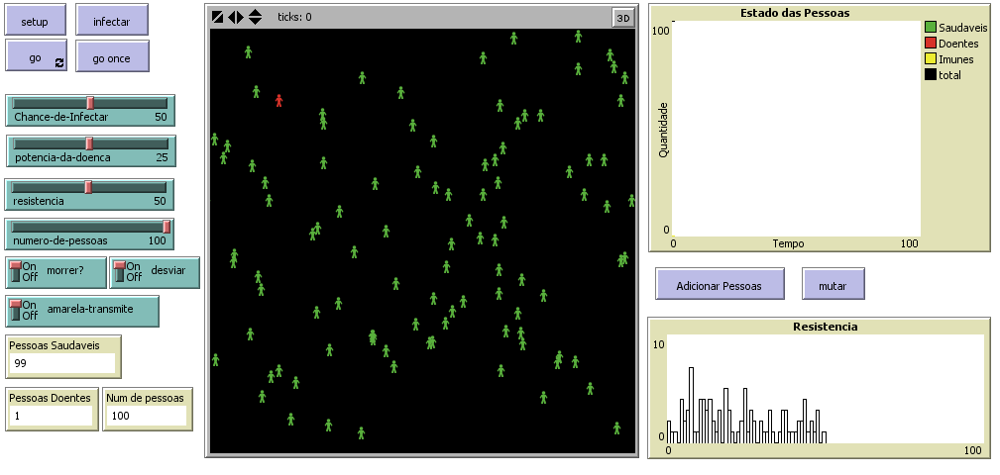 setup
infectar
go
go once
Chance-de-Infectar 50
potencia-da-doenca 25
resistencia 50
numero-de-pessoas 100
On
Off
morrer?
On
Off
desviar
On
Off
amarela-transmite
Pessoas Saudaveis
99
Pessoas Doentes
1
Num de pessoas
100
ticks: 0
3D
Estado das Pessoas
100
Quantidade
0
0
Tempo
100
Saudaveis
Doentes
Imunes
total
Adicionar Pessoas
mutar
Resistencia
10
0
0
100